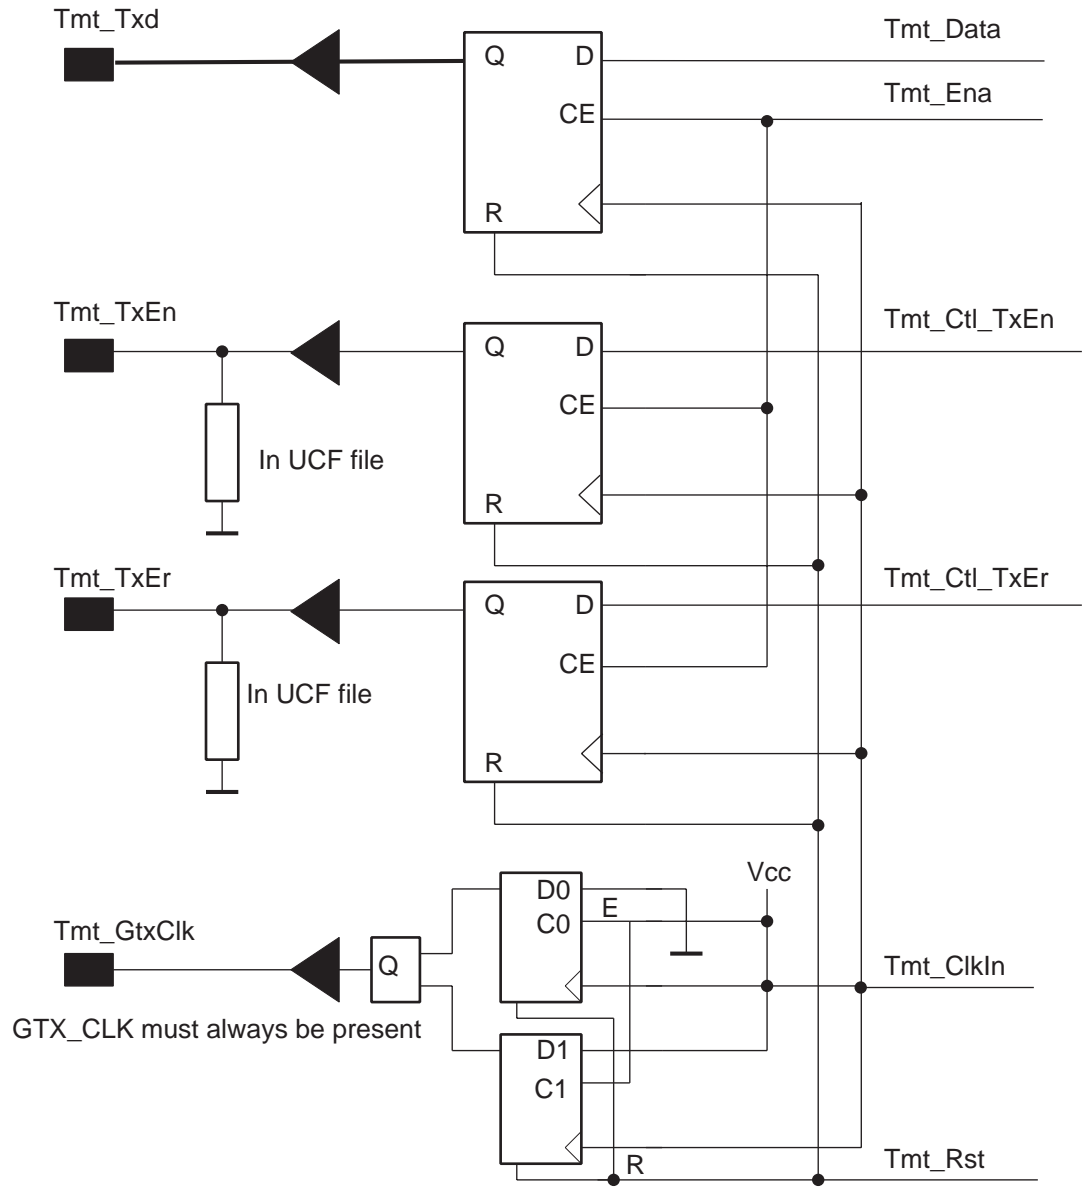 Tmt_Txd
Tmt_Data
Q D
Tmt_Ena
CE
R
Tmt_TxEn
Tmt_Ctl_TxEn
Q D
CE
In UCF file
R
Tmt_TxEr
Tmt_Ctl_TxEr
Q D
CE
In UCF file
R
Vcc
D0
E
C0
Tmt_GtxClk
Q
Tmt_ClkIn
GTX_CLK must always be present
D1
C1
R
Tmt_Rst